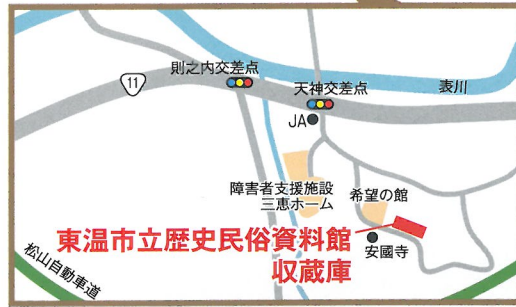 則之内交差点
11
天神交差点
表川
JA
障害者支援施設
三恵ホーム
希望の館
東温市立歴史民俗資料館
収蔵庫
安國寺
松山自動車道